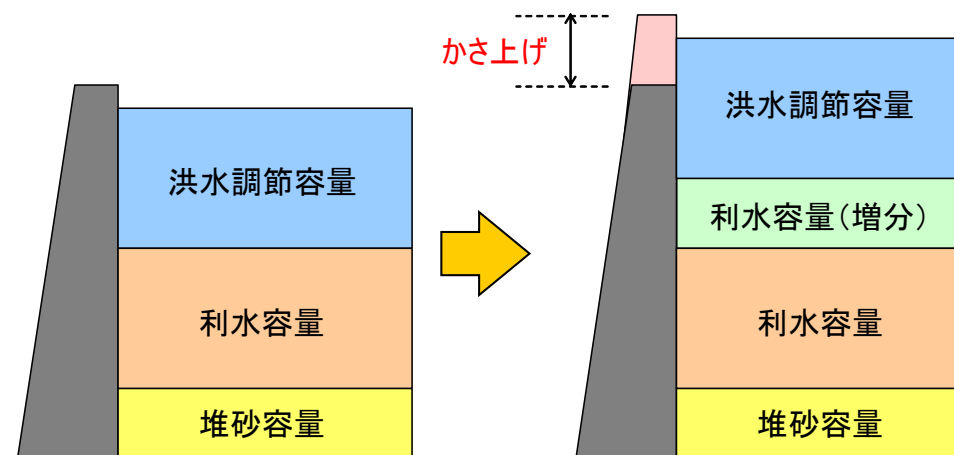 かさ上げ
洪水調節容量
利水容量
堆砂容量
洪水調節容量
利水容量（増分）
利水容量
堆砂容量